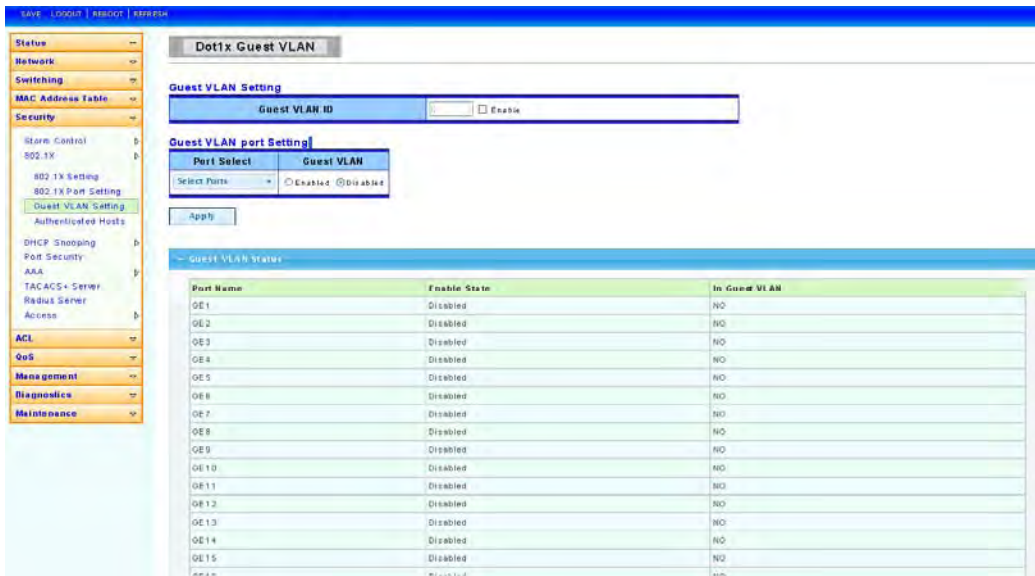 SAVE LOGOUT | REBOOT | REFRESH
Status
Network
Switching
MAC Address Table
Security
Storm Control
802.1X
802.1X Setting
802.1X Port Setting
Guest VLAN Setting
Authenticated Hosts
DHCP Snooping
Port Security
AAA
TACACS+ Server
Radius Server
Access
ACL
QoS
Management
Diagnostics
Maintenance
Dot1x Guest VLAN
Guest VLAN Setting
Guest VLAN ID Enable
Guest VLAN port Setting
Port Select Guest VLAN
Select Ports Enabled Disabled
Apply
Guest VLAN Status
Port Name Enable State In Guest VLAN
GE1 Disabled NO
GE2 Disabled NO
GE3 Disabled NO
GE4 Disabled NO
GE5 Disabled NO
GE6 Disabled NO
GE7 Disabled NO
GE8 Disabled NO
GE9 Disabled NO
GE10 Disabled NO
GE11 Disabled NO
GE12 Disabled NO
GE13 Disabled NO
GE14 Disabled NO
GE15 Disabled NO